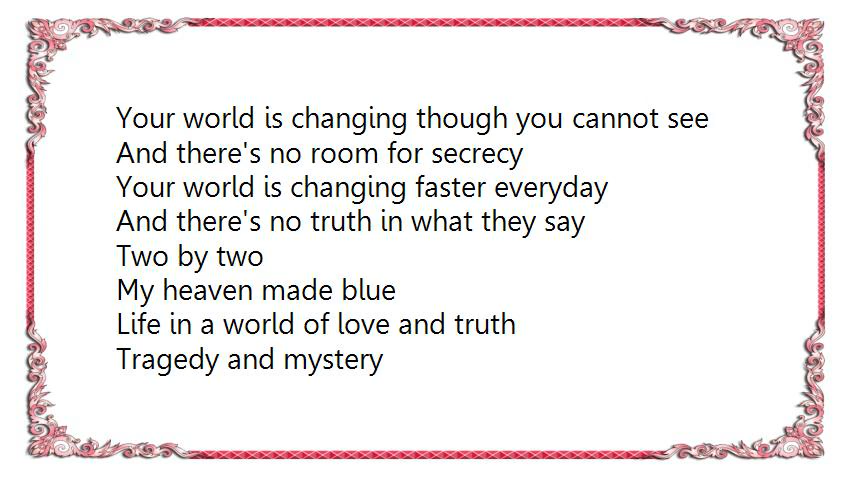 Your world is changing though you cannot see
And there's no room for secrecy
Your world is changing faster everyday
And there's no truth in what they say
Two by two
My heaven made blue
Life in a world of love and truth
Tragedy and mystery